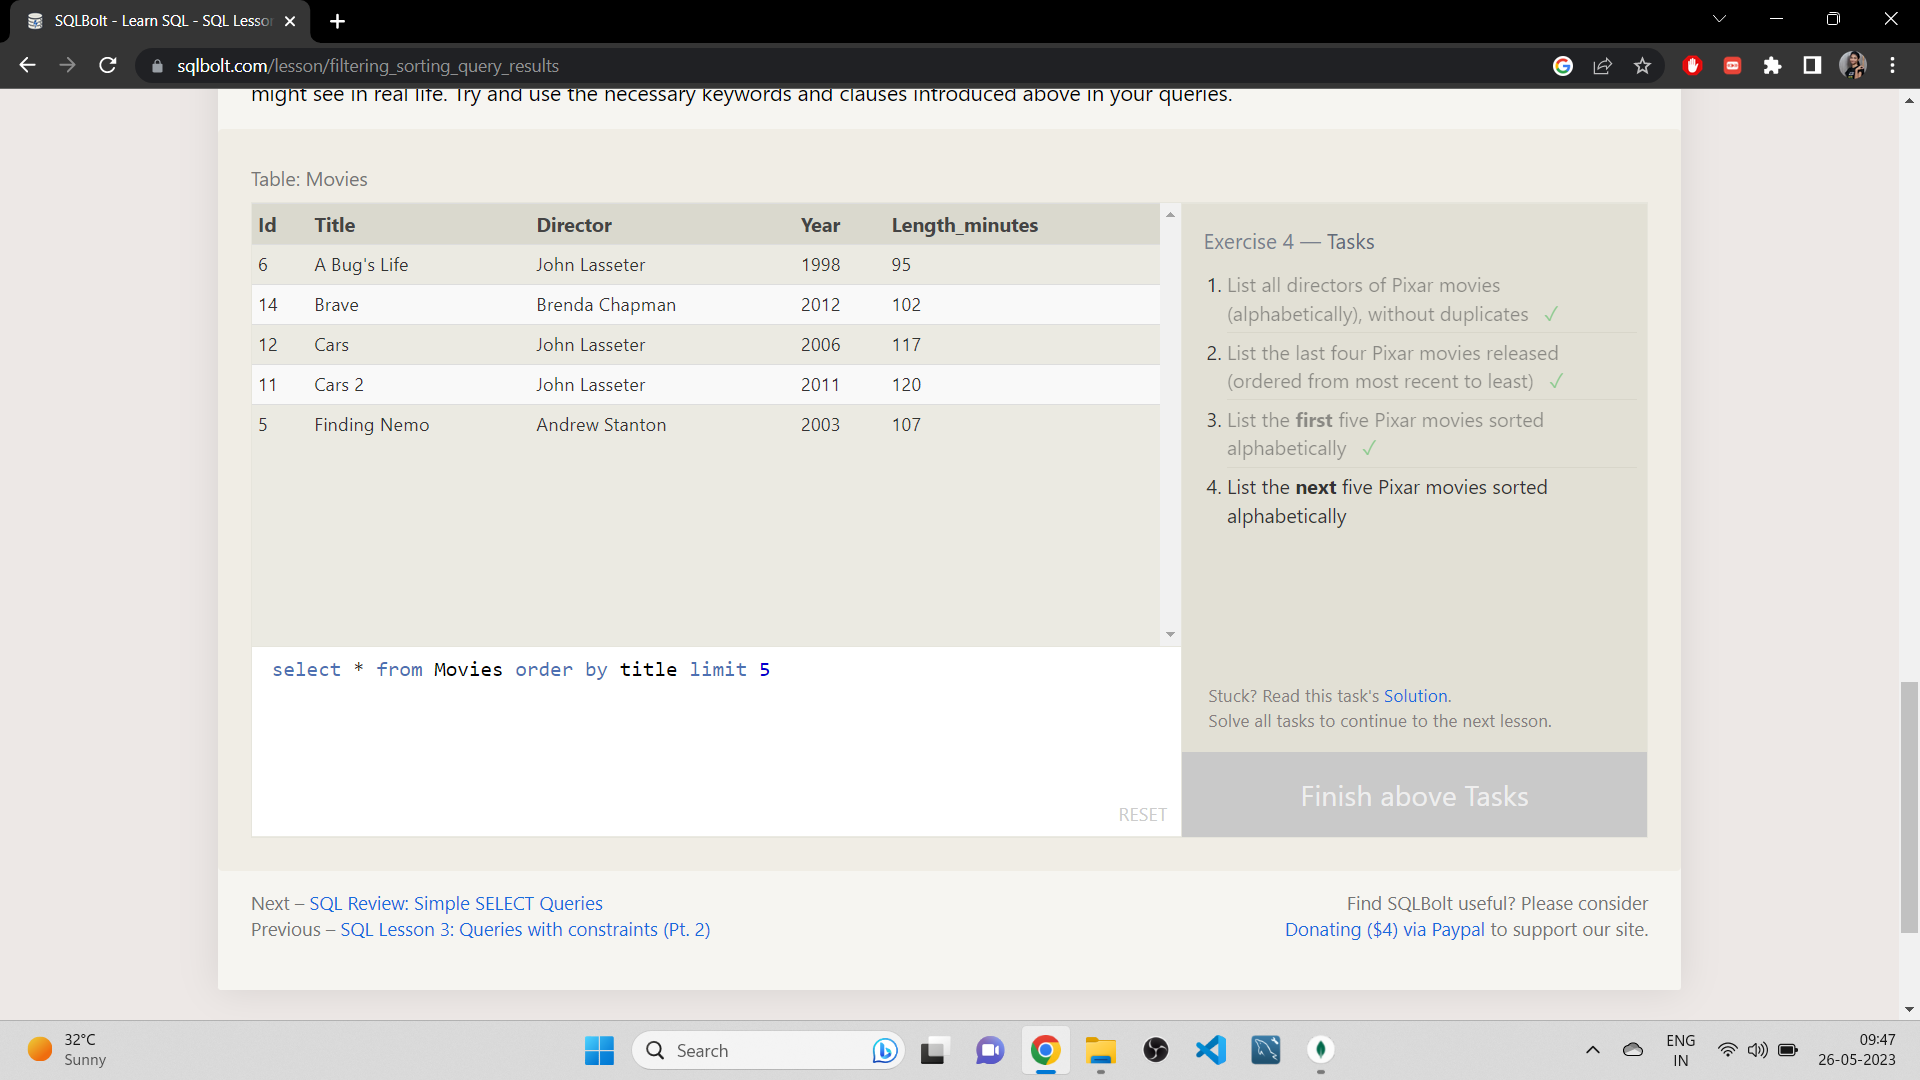 SQLBolt - Learn SQL - SQL Lesso
sqlbolt.com/lesson/filtering_sorting_query_results
might see in real life. Try and use the necessary keywords and clauses introduced above in your queries.
Table: Movies
Id Title Director Year Length_minutes
6 A Bug's Life John Lasseter 1998 95
14 Brave Brenda Chapman 2012 102
12 Cars John Lasseter 2006 117
11 Cars 2 John Lasseter 2011 120
5 Finding Nemo Andrew Stanton 2003 107
select * from Movies order by title limit 5
RESET
Exercise 4 — Tasks
1. List all directors of Pixar movies
(alphabetically), without duplicates ✓
2. List the last four Pixar movies released
(ordered from most recent to least) ✓
3. List the first five Pixar movies sorted
alphabetically ✓
4. List the next five Pixar movies sorted
alphabetically
Stuck? Read this task's Solution.
Solve all tasks to continue to the next lesson.
Finish above Tasks
Next – SQL Review: Simple SELECT Queries
Previous – SQL Lesson 3: Queries with constraints (Pt. 2)
Find SQLBolt useful? Please consider
Donating ($4) via Paypal to support our site.
32°C
Sunny
Search
ENG
IN
09:47
26-05-2023